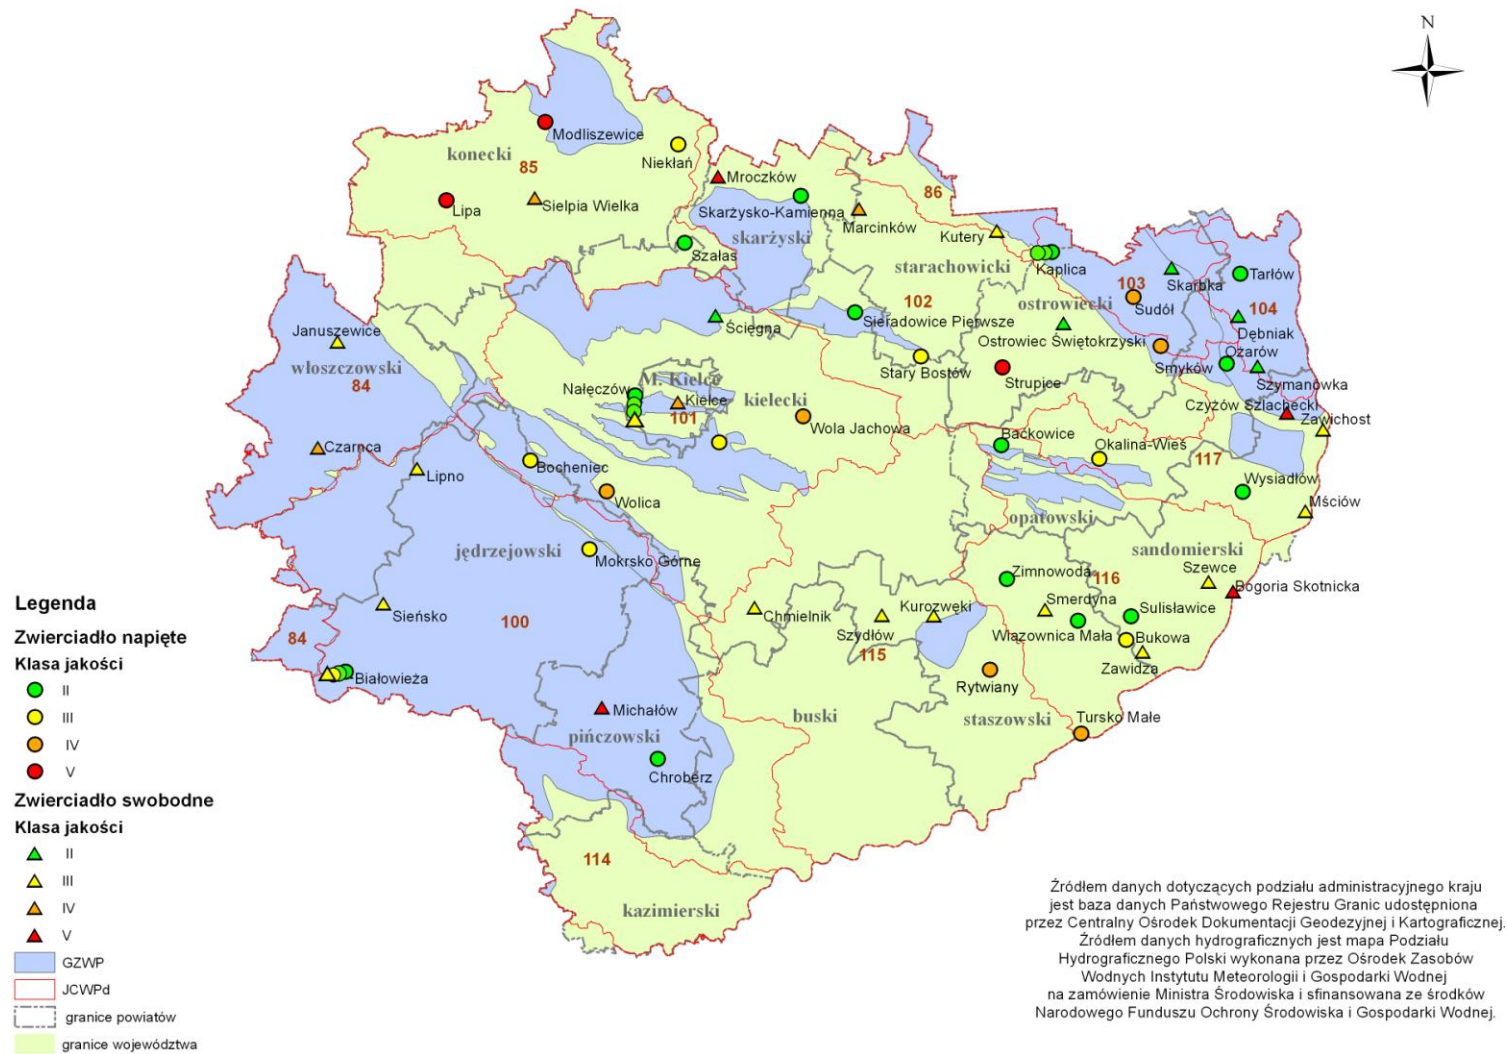 N
Modliszewice
konecki
85
Niekłań
Mroczków
Lipa
Sielpia Wielka
Skarżysko-Kamienna
Marcinków
86
skarżyski
Kutery
Szałas
Kaplica
starachowicki
Skarbka
Tarłów
103
ostrowiecki
102
Sudół
104
Januszewice
Ścięgna
Sieradowice Pierwsze
Dębniak
Ostrowiec Świętokrzyski
Ożarów
włoszczowski
84
Stary Bostów
Smyków
Strupice
Szymanówka
M. Kielce
Nałęczów
Kielce
kielecki
101
Czyżów Szlachecki
Zawichost
Wola Jachowa
Baćkowice
Okalina-Wieś
Czarnca
117
Lipno
Bocheniec
Wysiadłów
Wolica
Mściów
opatowski
jędrzejowski
Mokrsko Górne
sandomierski
Zimnowoda
116
Szewce
Bogoria Skotnicka
Legenda
Sieńsko
Chmielnik
Kurozwęki
Smerdyna
Sulisławice
Zwierciadło napięte
84
100
Szydłów
Wiązownica Mała
Bukowa
Klasa jakości
115
Zawidza
II
Białowieża
Rytwiany
III
Michałów
buski
staszowski
Tursko Małe
IV
pińczowski
V
Chroberz
Zwierciadło swobodne
Klasa jakości
II
114
III
kazimierski
IV
V
GZWP
JCWPd
granice powiatów
granice województwa
Źródłem danych dotyczących podziału administracyjnego kraju
jest baza danych Państwowego Rejestru Granic udostępniona
przez Centralny Ośrodek Dokumentacji Geodezyjnej i Kartograficznej.
Źródłem danych hydrograficznych jest mapa Podziału
Hydrograficznego Polski wykonana przez Ośrodek Zasobów
Wodnych Instytutu Meteorologii i Gospodarki Wodnej
na zamówienie Ministra Środowiska i sfinansowana ze środków
Narodowego Funduszu Ochrony Środowiska i Gospodarki Wodnej.